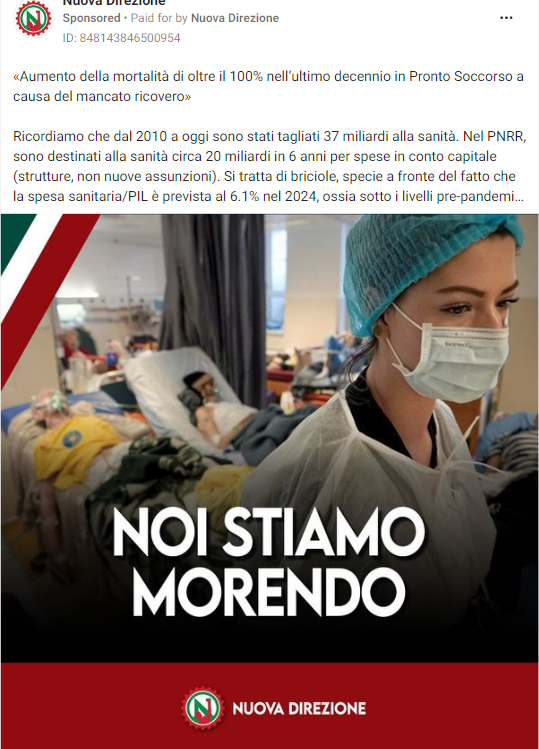 Nuova Direzione
Sponsored • Paid for by Nuova Direzione
ID: 848143846500954
«Aumento della mortalità di oltre il 100% nell'ultimo decennio in Pronto Soccorso a
causa del mancato ricovero»
Ricordiamo che dal 2010 a oggi sono stati tagliati 37 miliardi alla sanità. Nel PNRR,
sono destinati alla sanità circa 20 miliardi in 6 anni per spese in conto capitale
(strutture, non nuove assunzioni). Si tratta di briciole, specie a fronte del fatto che
la spesa sanitaria/PIL è prevista al 6.1% nel 2024, ossia sotto i livelli pre-pandemi...
NOI STIAMO
MORENDO
NUOVA DIREZIONE